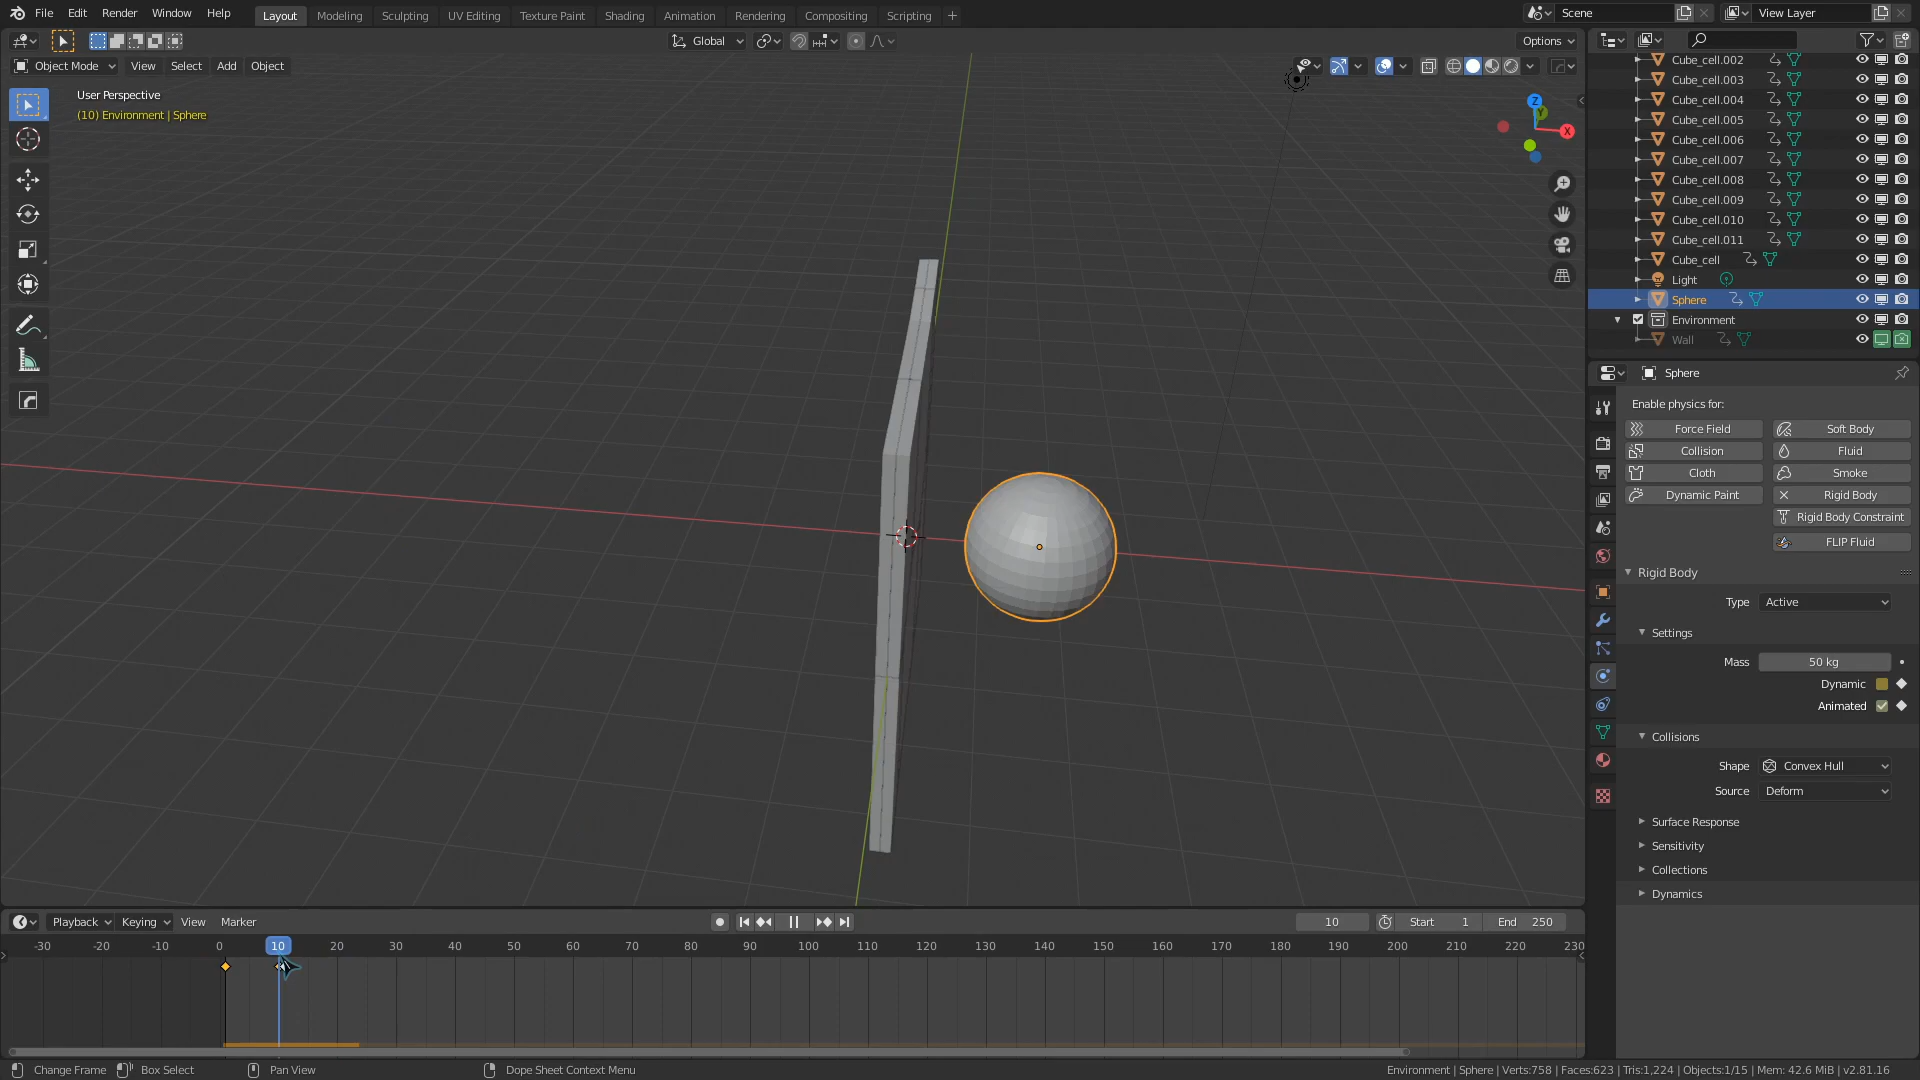 File Edit Render Window Help
Layout Modeling Sculpting UV Editing Texture Paint Shading Animation Rendering Compositing Scripting +
Scene
View Layer
Global
Options
Object Mode View Select Add Object
User Perspective
(10) Environment | Sphere
Z
Y
X
Cube_cell.002
Cube_cell.003
Cube_cell.004
Cube_cell.005
Cube_cell.006
Cube_cell.007
Cube_cell.008
Cube_cell.009
Cube_cell.010
Cube_cell.011
Cube_cell
Light
Sphere
Environment
Wall
Sphere
Enable physics for:
Force Field Soft Body
Collision Fluid
Cloth Smoke
Dynamic Paint Rigid Body
Rigid Body Constraint
FLIP Fluid
Rigid Body
Type Active
Settings
Mass 50 kg
Dynamic
Animated
Collisions
Shape Convex Hull
Source Deform
Surface Response
Sensitivity
Collections
Dynamics
Playback Keying View Marker
10 Start 1 End 250
-30 -20 -10 0 10 20 30 40 50 60 70 80 90 100 110 120 130 140 150 160 170 180 190 200 210 220 230
Change Frame Box Select Pan View Dope Sheet Context Menu
Environment | Sphere | Verts:758 | Faces:623 | Tris:1,224 | Objects:1/15 | Mem: 42.6 MiB | v2.81.16